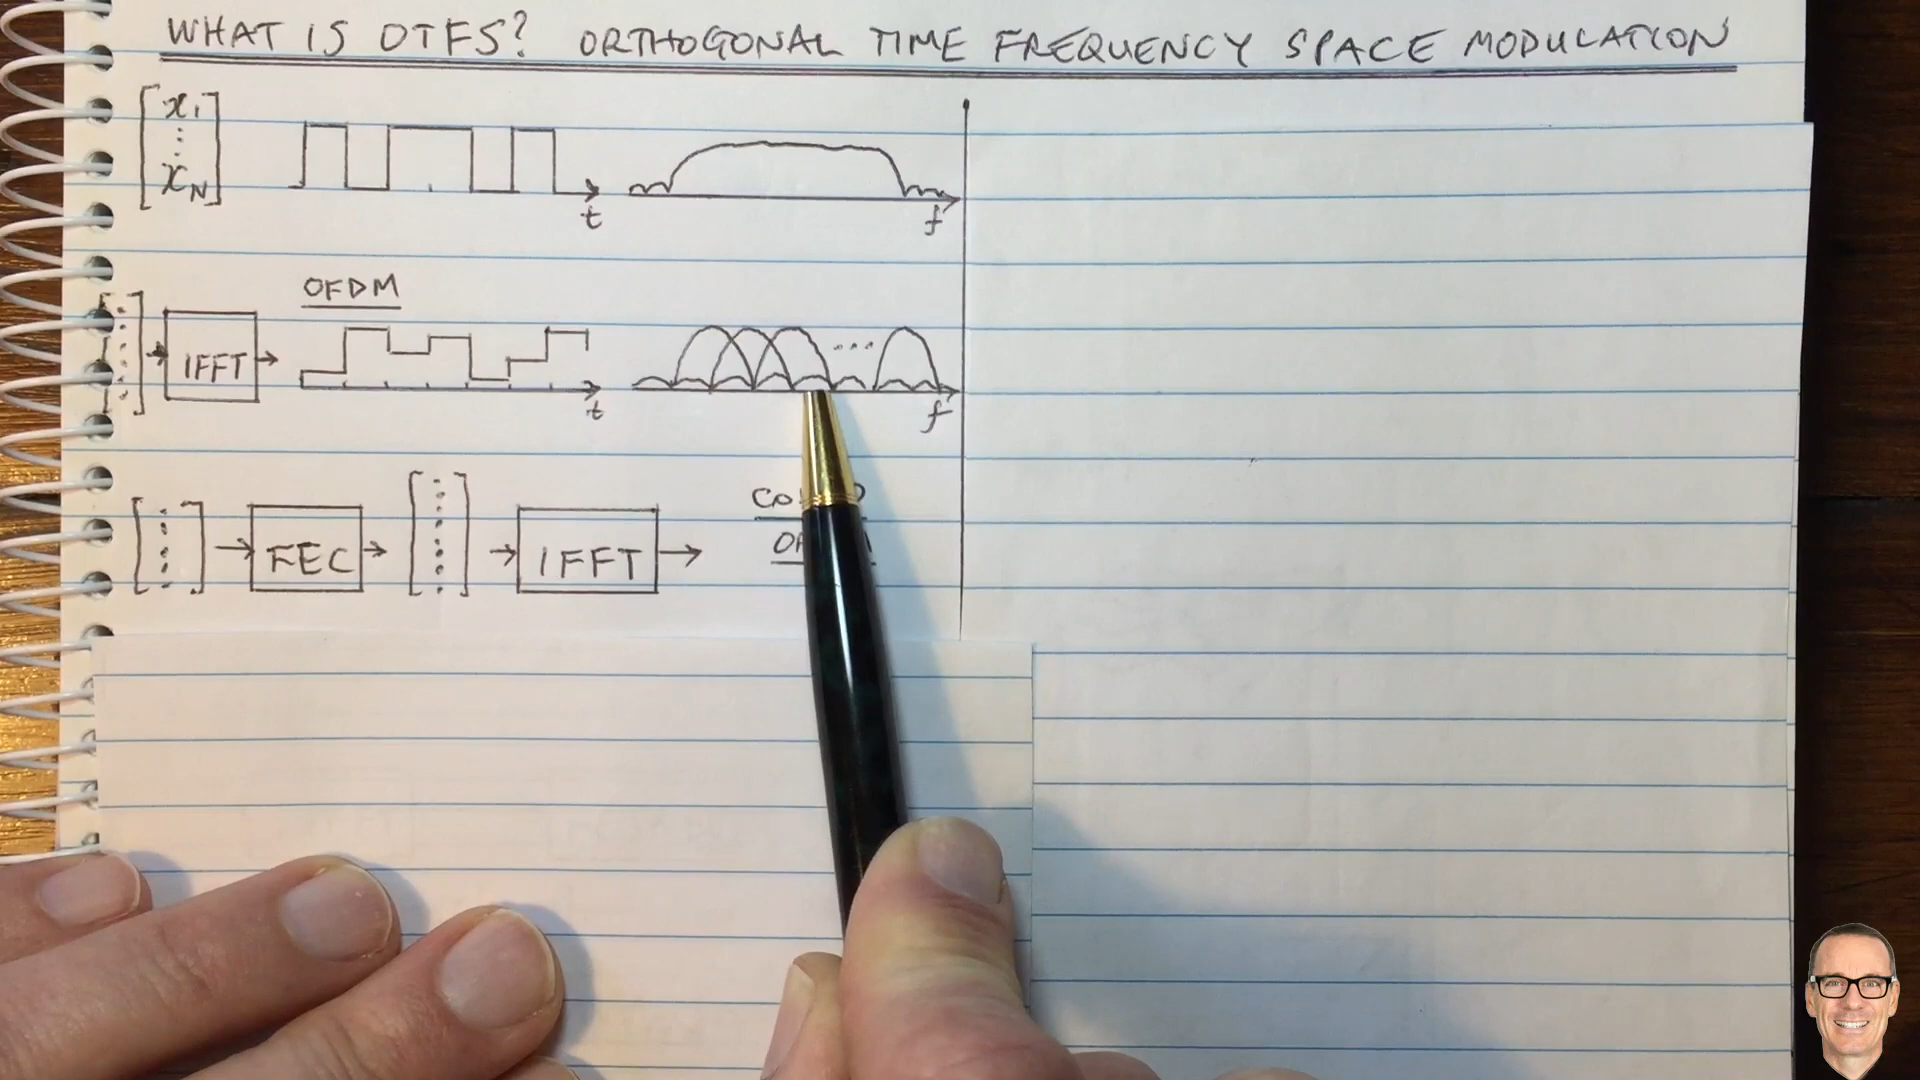 WHAT IS OTFS? ORTHOGONAL TIME FREQUENCY SPACE MODULATION
x1
⋮
xN
t
f
OFDM
IFFT
...
t
f
FEC
IFFT